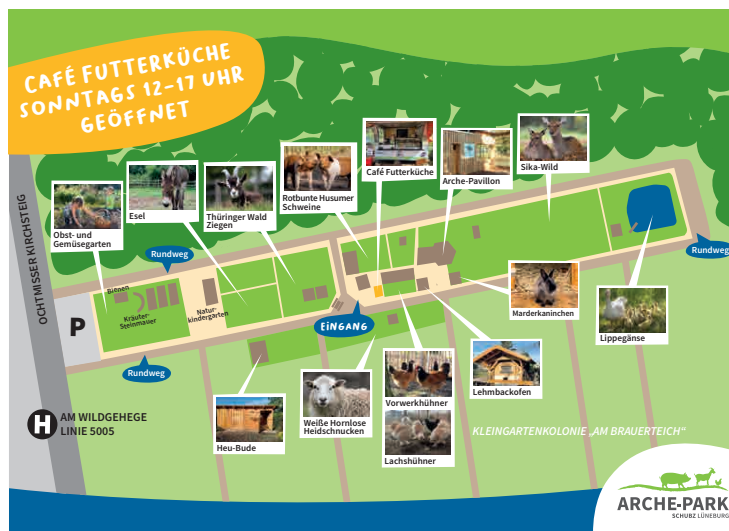 CAFÉ FUTTERKÜCHE
SONNTAGS 12–17 UHR
GEÖFFNET
OCHTMISSER KIRCHSTEIG
Obst- und
Gemüsegarten
Esel
Thüringer Wald
Ziegen
Rotbunte Husumer
Schweine
Café Futterküche
Arche-Pavillon
Sika-Wild
Rundweg
Rundweg
Bienen
Kräuter-
Steinmauer
Natur-
kindergarten
P
EINGANG
Marderkaninchen
Lippegänse
Rundweg
Lehmbackofen
Vorwerkhühner
Lachshühner
Weiße Hornlose
Heidschnucken
Heu-Bude
H
AM WILDGEHEGE
LINIE 5005
KLEINGARTENKOLONIE „AM BRAUERTEICH“
ARCHE-PARK
SCHUBZ LÜNEBURG